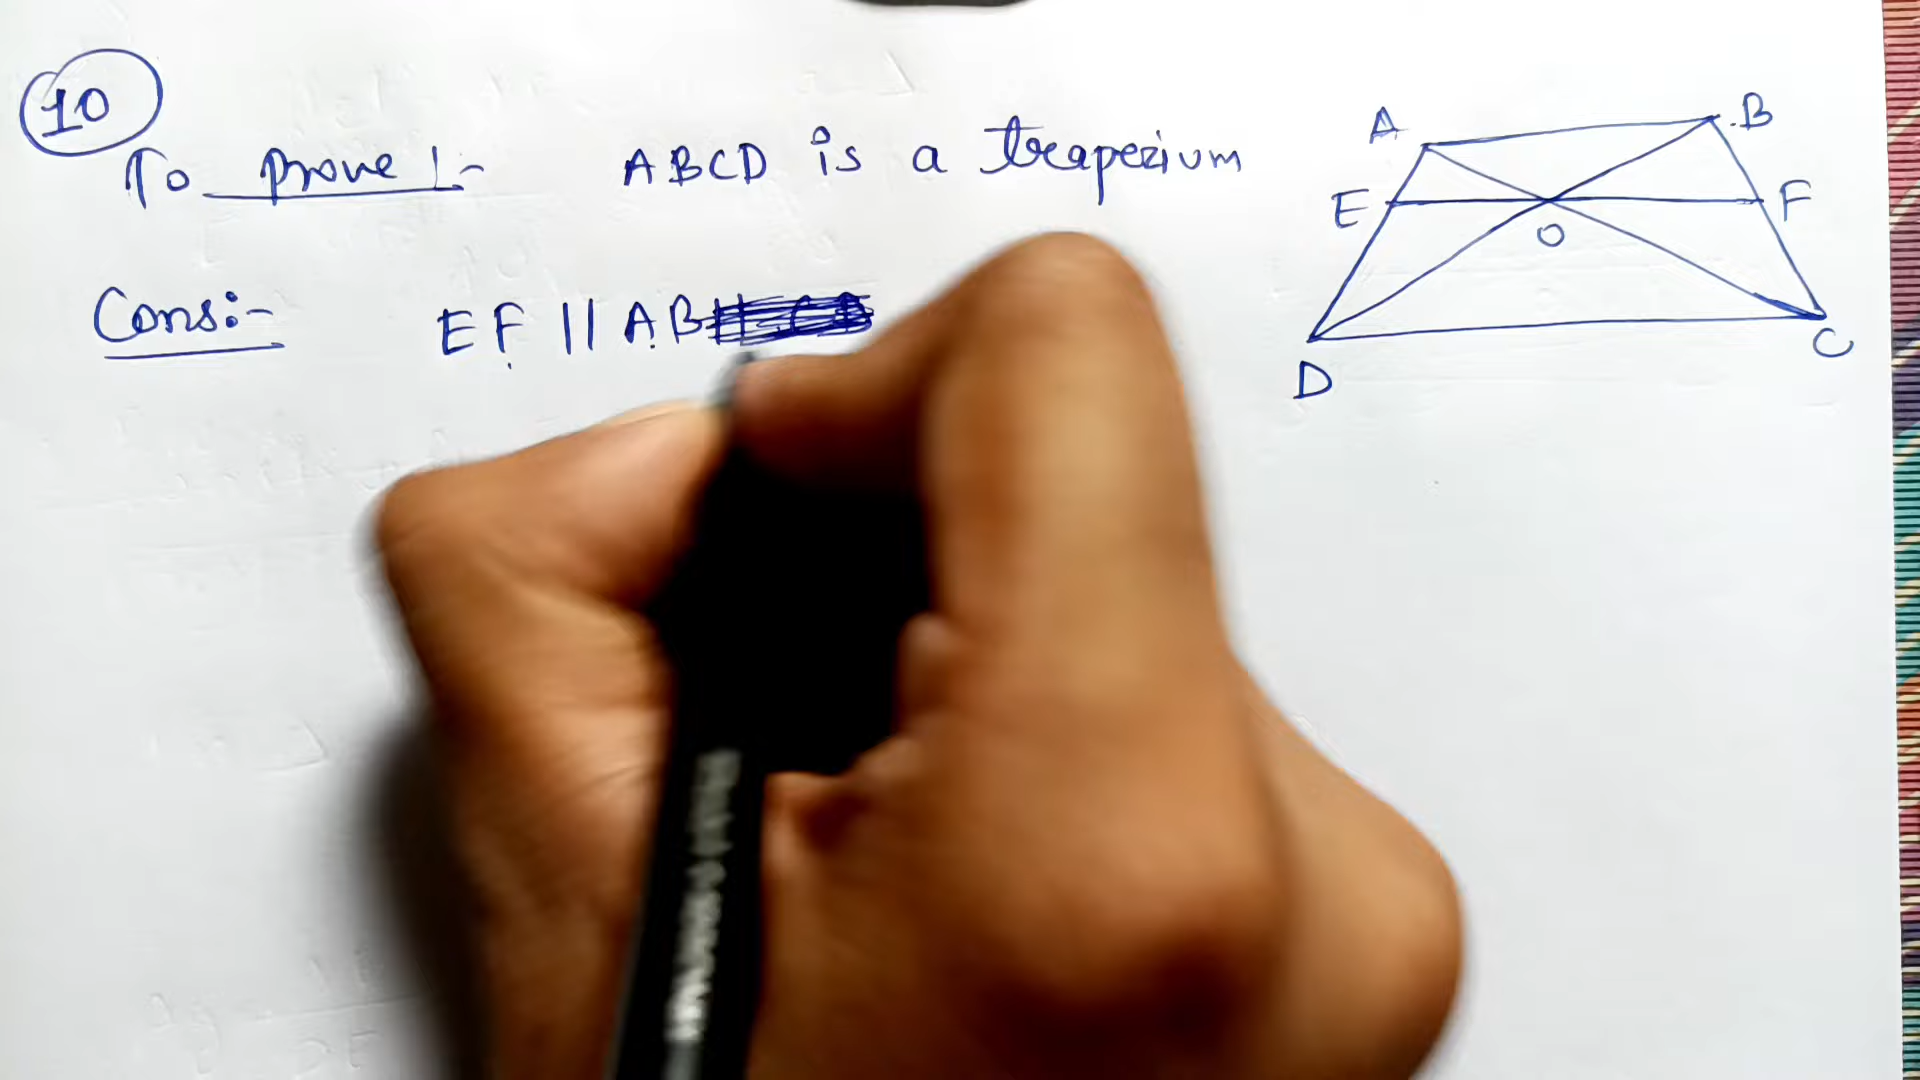 10
To prove :- ABCD is a trapezium
Cons:- EF || AB
A
B
E
F
O
D
C